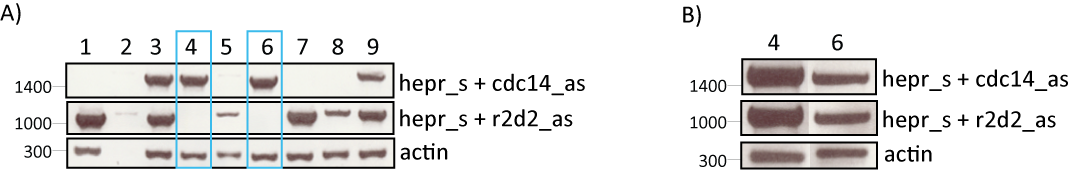 A)
1 2 3 4 5 6 7 8 9
1400 hepr_s + cdc14_as
1000 hepr_s + r2d2_as
300 actin
B)
4 6
1400 hepr_s + cdc14_as
1000 hepr_s + r2d2_as
300 actin